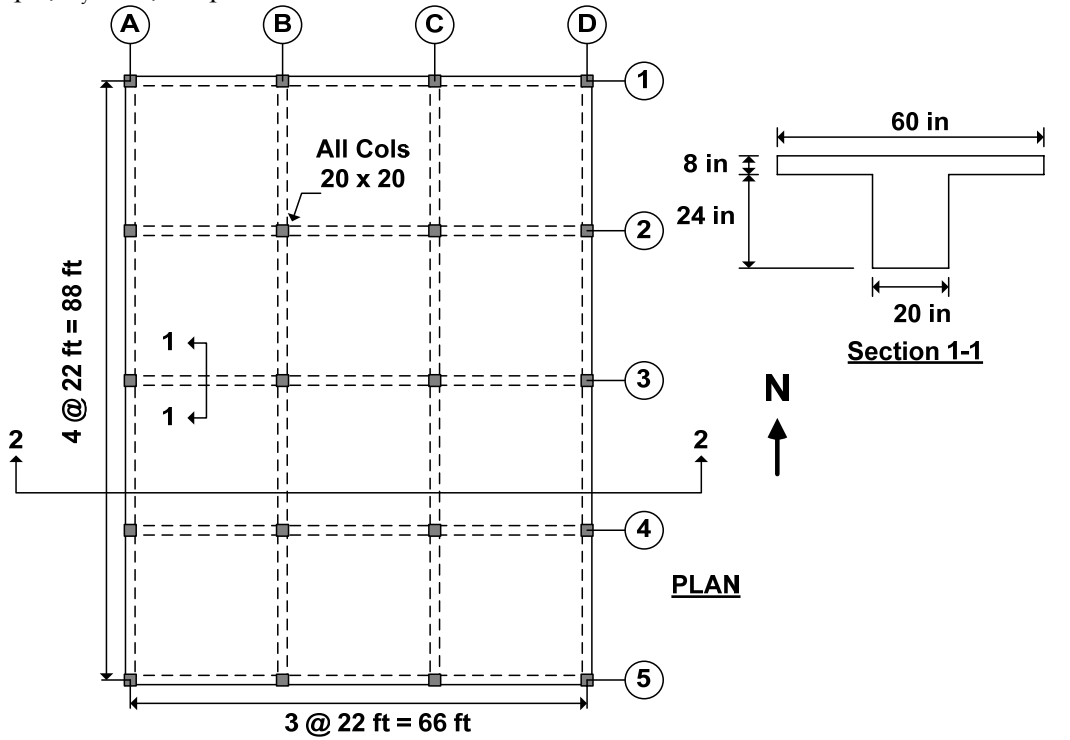 A
B
C
D
1
All Cols
20 x 20
2
60 in
8 in
24 in
20 in
Section 1-1
4 @ 22 ft = 88 ft
1
1
3
N
2
2
4
PLAN
5
3 @ 22 ft = 66 ft